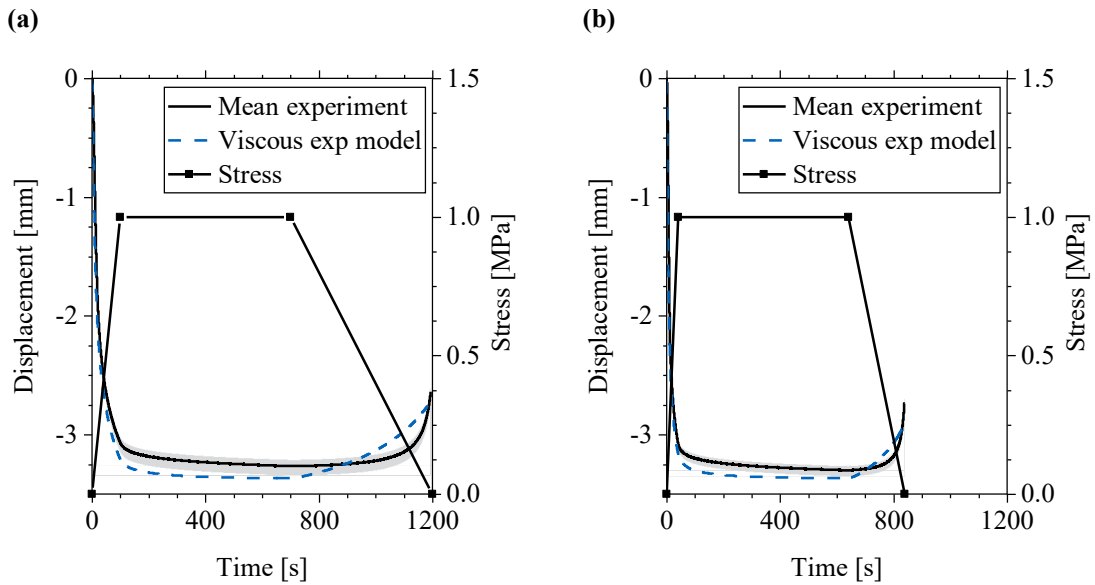 (a)
(b)
Mean experiment
Viscous exp model
Stress
0
-1
-2
-3
Displacement [mm]
1.5
1.0
0.5
0.0
Stress [MPa]
0 400 800 1200
Time [s]
Mean experiment
Viscous exp model
Stress
0
-1
-2
-3
Displacement [mm]
1.5
1.0
0.5
0.0
Stress [MPa]
0 400 800 1200
Time [s]